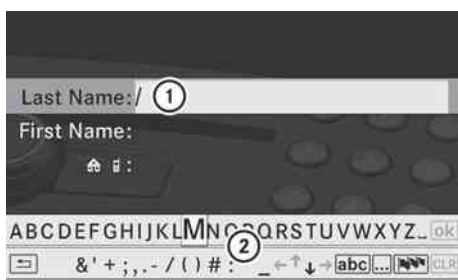 Last Name:/ 1
First Name:
:
ABCDEFGHIJKLMNOPQRSTUVWXYZ_ ok
2
&'+;,.-/()#: _ ←↑↓→ abc ... CLR